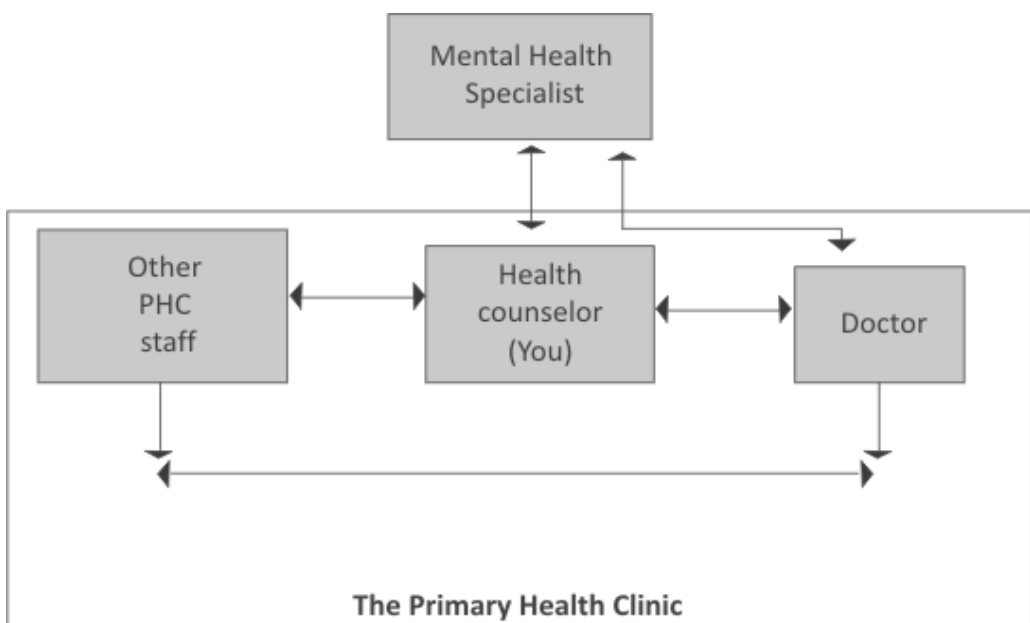 Mental Health
Specialist
Other
PHC
staff
Health
counselor
(You)
Doctor
The Primary Health Clinic